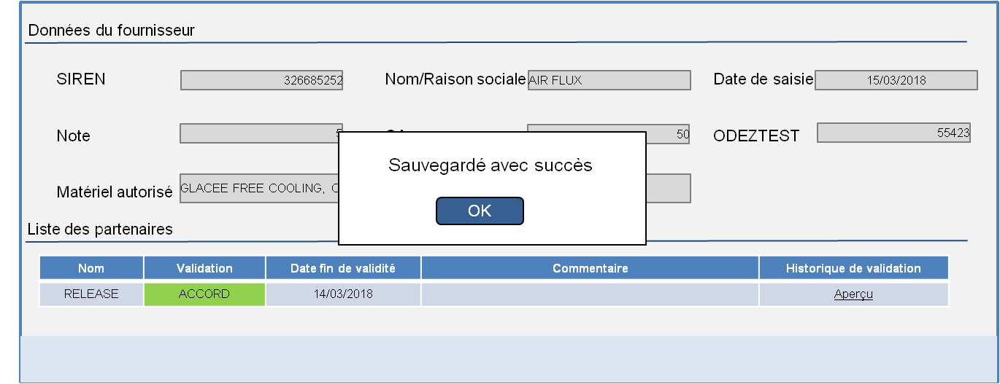 Données du fournisseur
SIREN 326685252 Nom/Raison sociale AIR FLUX Date de saisie 15/03/2018
Note 50 ODEZTEST 55423
Matériel autorisé GLACEE FREE COOLING,
Sauvegardé avec succès
OK
Liste des partenaires
Nom Validation Date fin de validité Commentaire Historique de validation
RELEASE ACCORD 14/03/2018 Aperçu